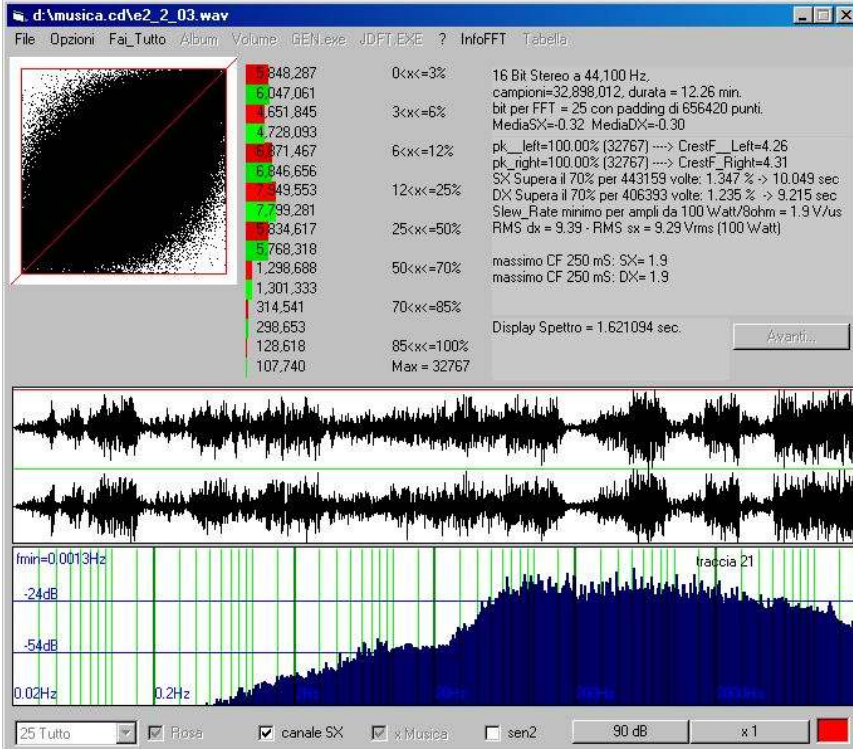 d:\musica.cd\e2_2_03.wav
File Opzioni Fai_Tutto Album Volume GEN.exe JDFT.EXE ? InfoFFT Tabella
5,848,287 0<x<=3%
6,047,061
4,651,845 3<x<=6%
4,728,093
6,871,467 6<x<=12%
6,846,656
7,949,553 12<x<=25%
7,799,281
5,834,617 25<x<=50%
5,768,318
1,298,688 50<x<=70%
1,301,333
314,541 70<x<=85%
298,653
128,618 85<x<=100%
107,740 Max = 32767
16 Bit Stereo a 44,100 Hz,
campioni=32,898,012, durata = 12.26 min.
bit per FFT = 25 con padding di 656420 punti.
MediaSX=-0.32 MediaDX=-0.30
pk__left=100.00% (32767) ----> CrestF__Left=4.26
pk_right=100.00% (32767) ----> CrestF_Right=4.31
SX Supera il 70% per 443159 volte: 1.347 % -> 10.049 sec
DX Supera il 70% per 406393 volte: 1.235 % -> 9.215 sec
Slew_Rate minimo per ampli da 100 Watt/8ohm = 1.9 V/us
RMS dx = 9.39 - RMS sx = 9.29 Vrms (100 Watt)
massimo CF 250 mS: SX= 1.9
massimo CF 250 mS: DX= 1.9
Display Spettro = 1.621094 sec.
Avanti...
fmin=0,0013Hz
traccia 21
-24dB
-54dB
0.02Hz 0.2Hz 2Hz 20Hz 200Hz 2000Hz
25 Tutto Rosa canale SX x Musica sen2 90 dB x 1